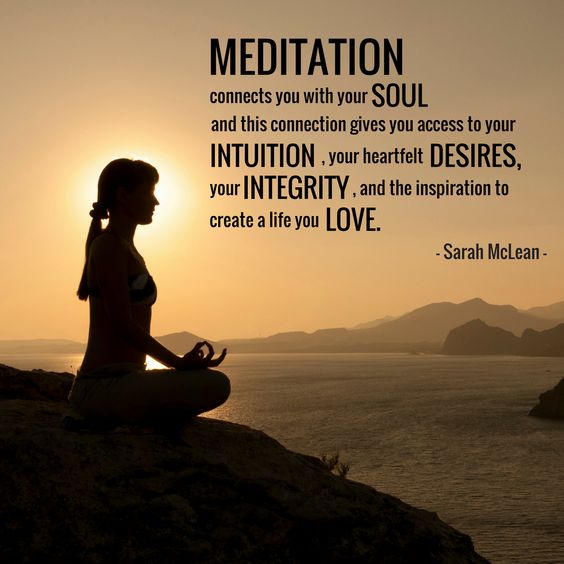 MEDITATION
connects you with your SOUL
and this connection gives you access to your
INTUITION , your heartfelt DESIRES,
your INTEGRITY , and the inspiration to
create a life you LOVE.
- Sarah McLean -